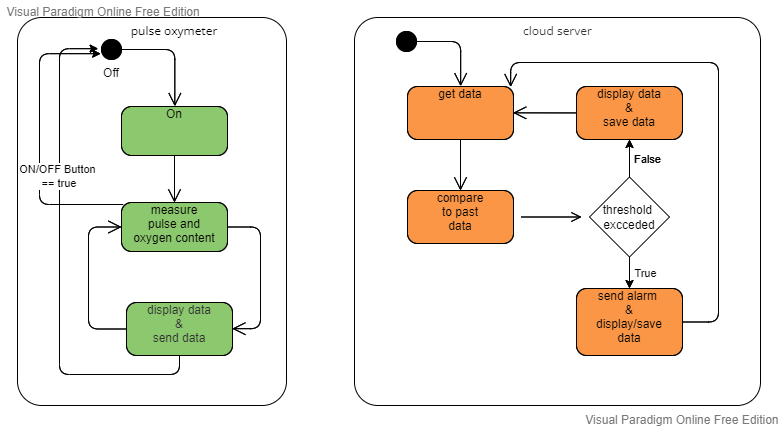 Visual Paradigm Online Free Edition
pulse oxymeter
Off
On
ON/OFF Button
== true
measure
pulse and
oxygen content
display data
&
send data
cloud server
get data
display data
&
save data
False
compare
to past
data
threshold
excceded
True
send alarm
&
display/save
data
Visual Paradigm Online Free Edition